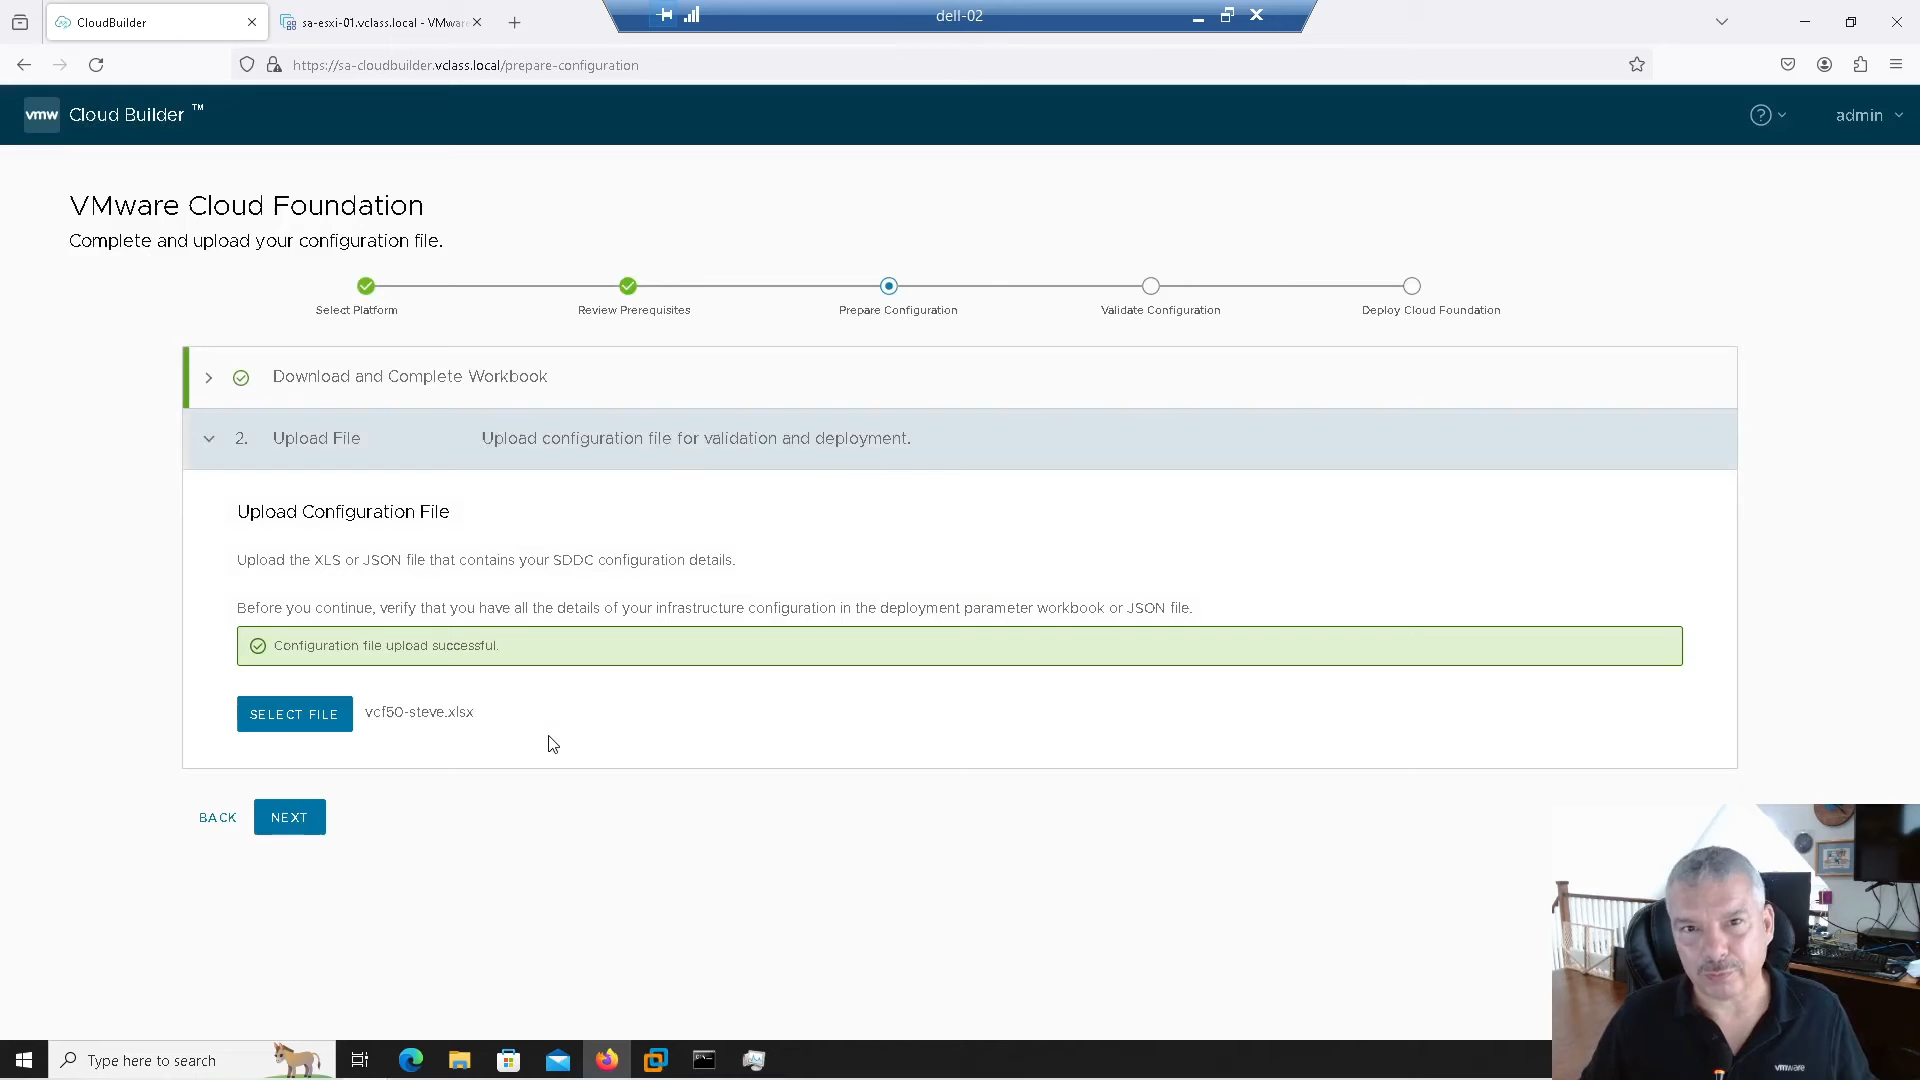 CloudBuilder
sa-esxi-01.vclass.local - VMwar
dell-02
https://sa-cloudbuilder.vclass.local/prepare-configuration
vmw
Cloud Builder ™
admin
VMware Cloud Foundation
Complete and upload your configuration file.
Select Platform
Review Prerequisites
Prepare Configuration
Validate Configuration
Deploy Cloud Foundation
Download and Complete Workbook
2. Upload File Upload configuration file for validation and deployment.
Upload Configuration File
Upload the XLS or JSON file that contains your SDDC configuration details.
Before you continue, verify that you have all the details of your infrastructure configuration in the deployment parameter workbook or JSON file.
Configuration file upload successful.
SELECT FILE vcf50-steve.xlsx
BACK NEXT
vmware
Type here to search